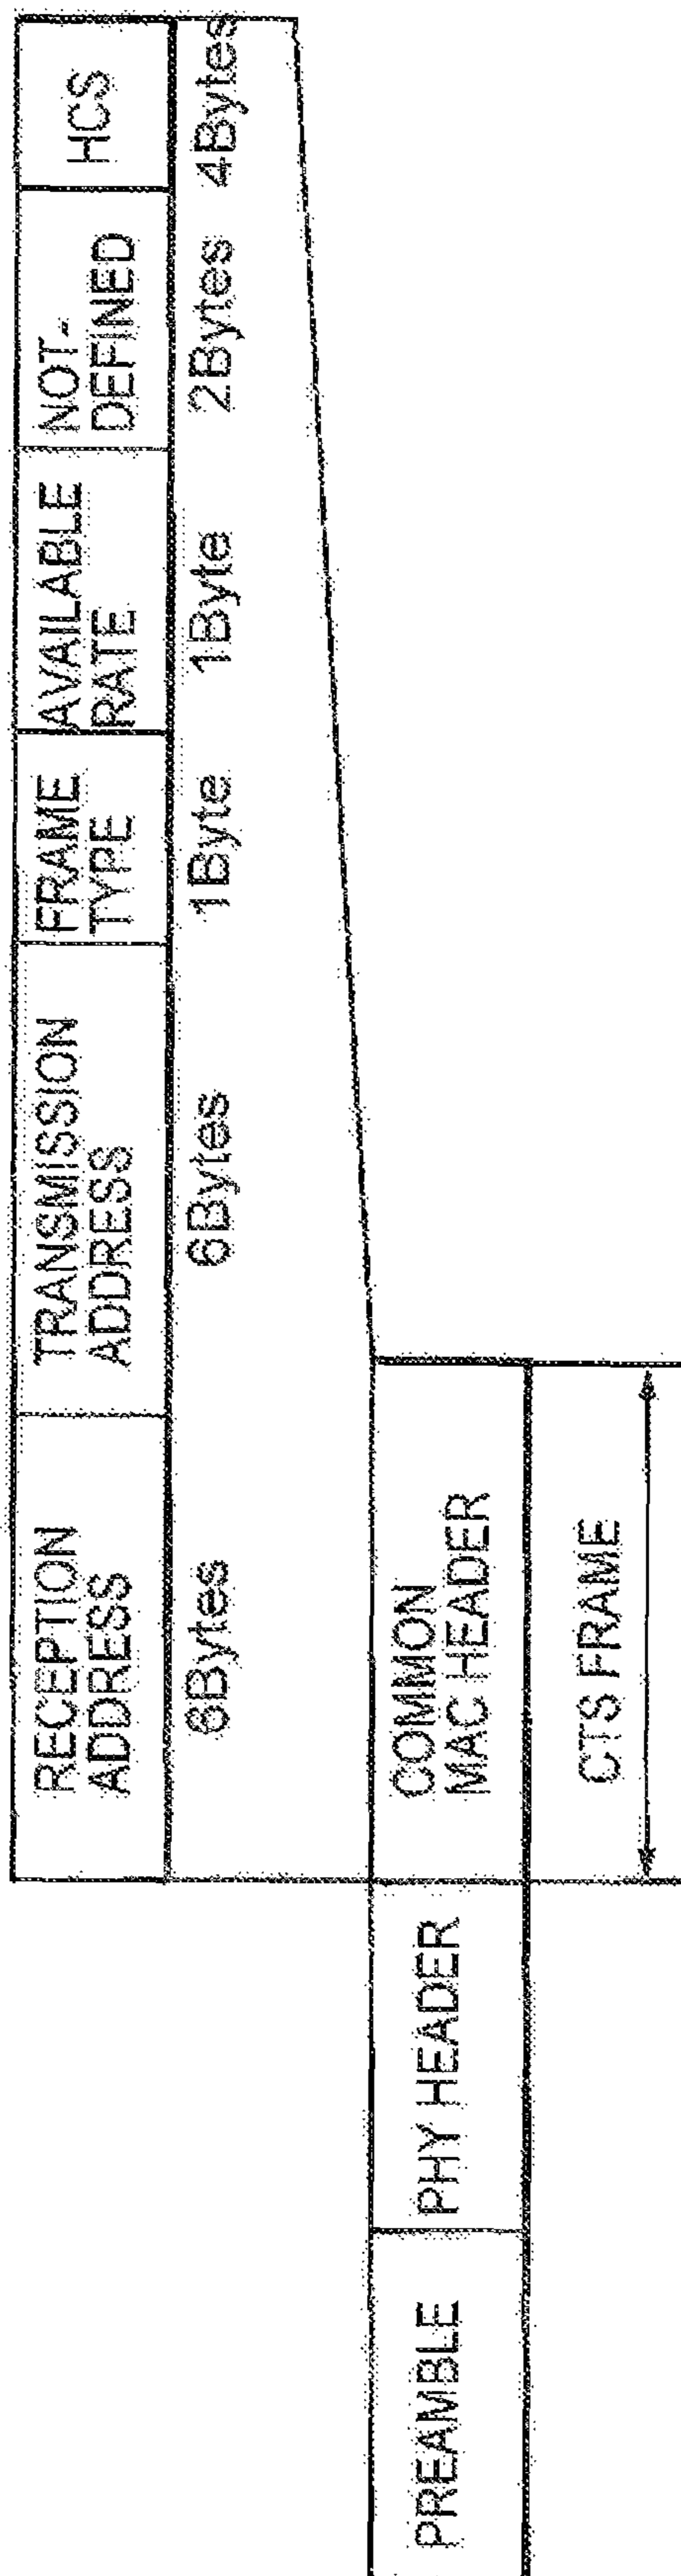 RECEPTION
ADDRESS
TRANSMISSION
ADDRESS
FRAME
TYPE
AVAILABLE
RATE
NOT-
DEFINED
HCS
6Bytes
6Bytes
1Byte
1Byte
2Bytes
4Bytes
PREAMBLE
PHY HEADER
COMMON
MAC HEADER
CTS FRAME